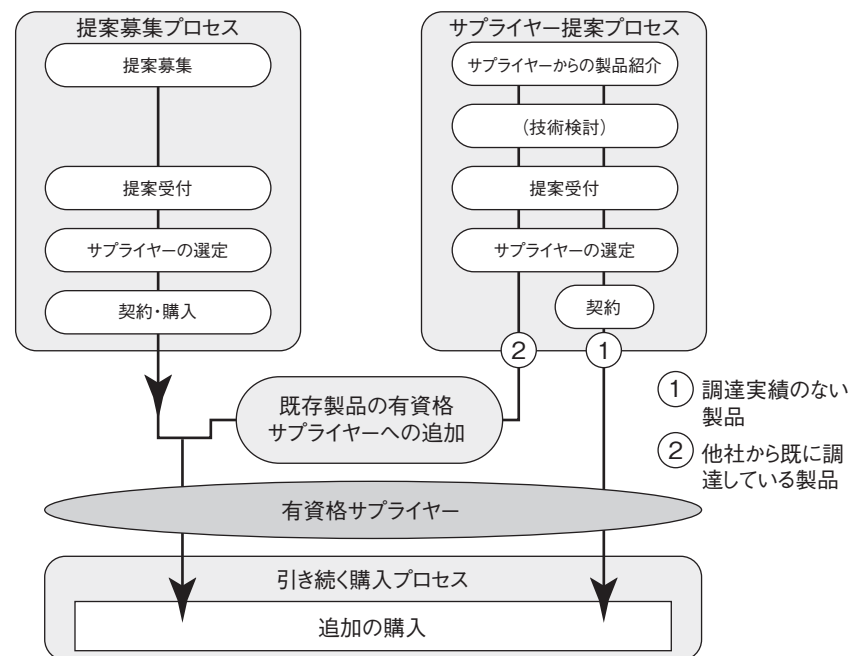 提案募集プロセス
提案募集
提案受付
サプライヤーの選定
契約・購入
サプライヤー提案プロセス
サプライヤーからの製品紹介
(技術検討)
提案受付
サプライヤーの選定
契約
2
1
既存製品の有資格
サプライヤーへの追加
1 調達実績のない
製品
2 他社から既に調
達している製品
有資格サプライヤー
引き続く購入プロセス
追加の購入